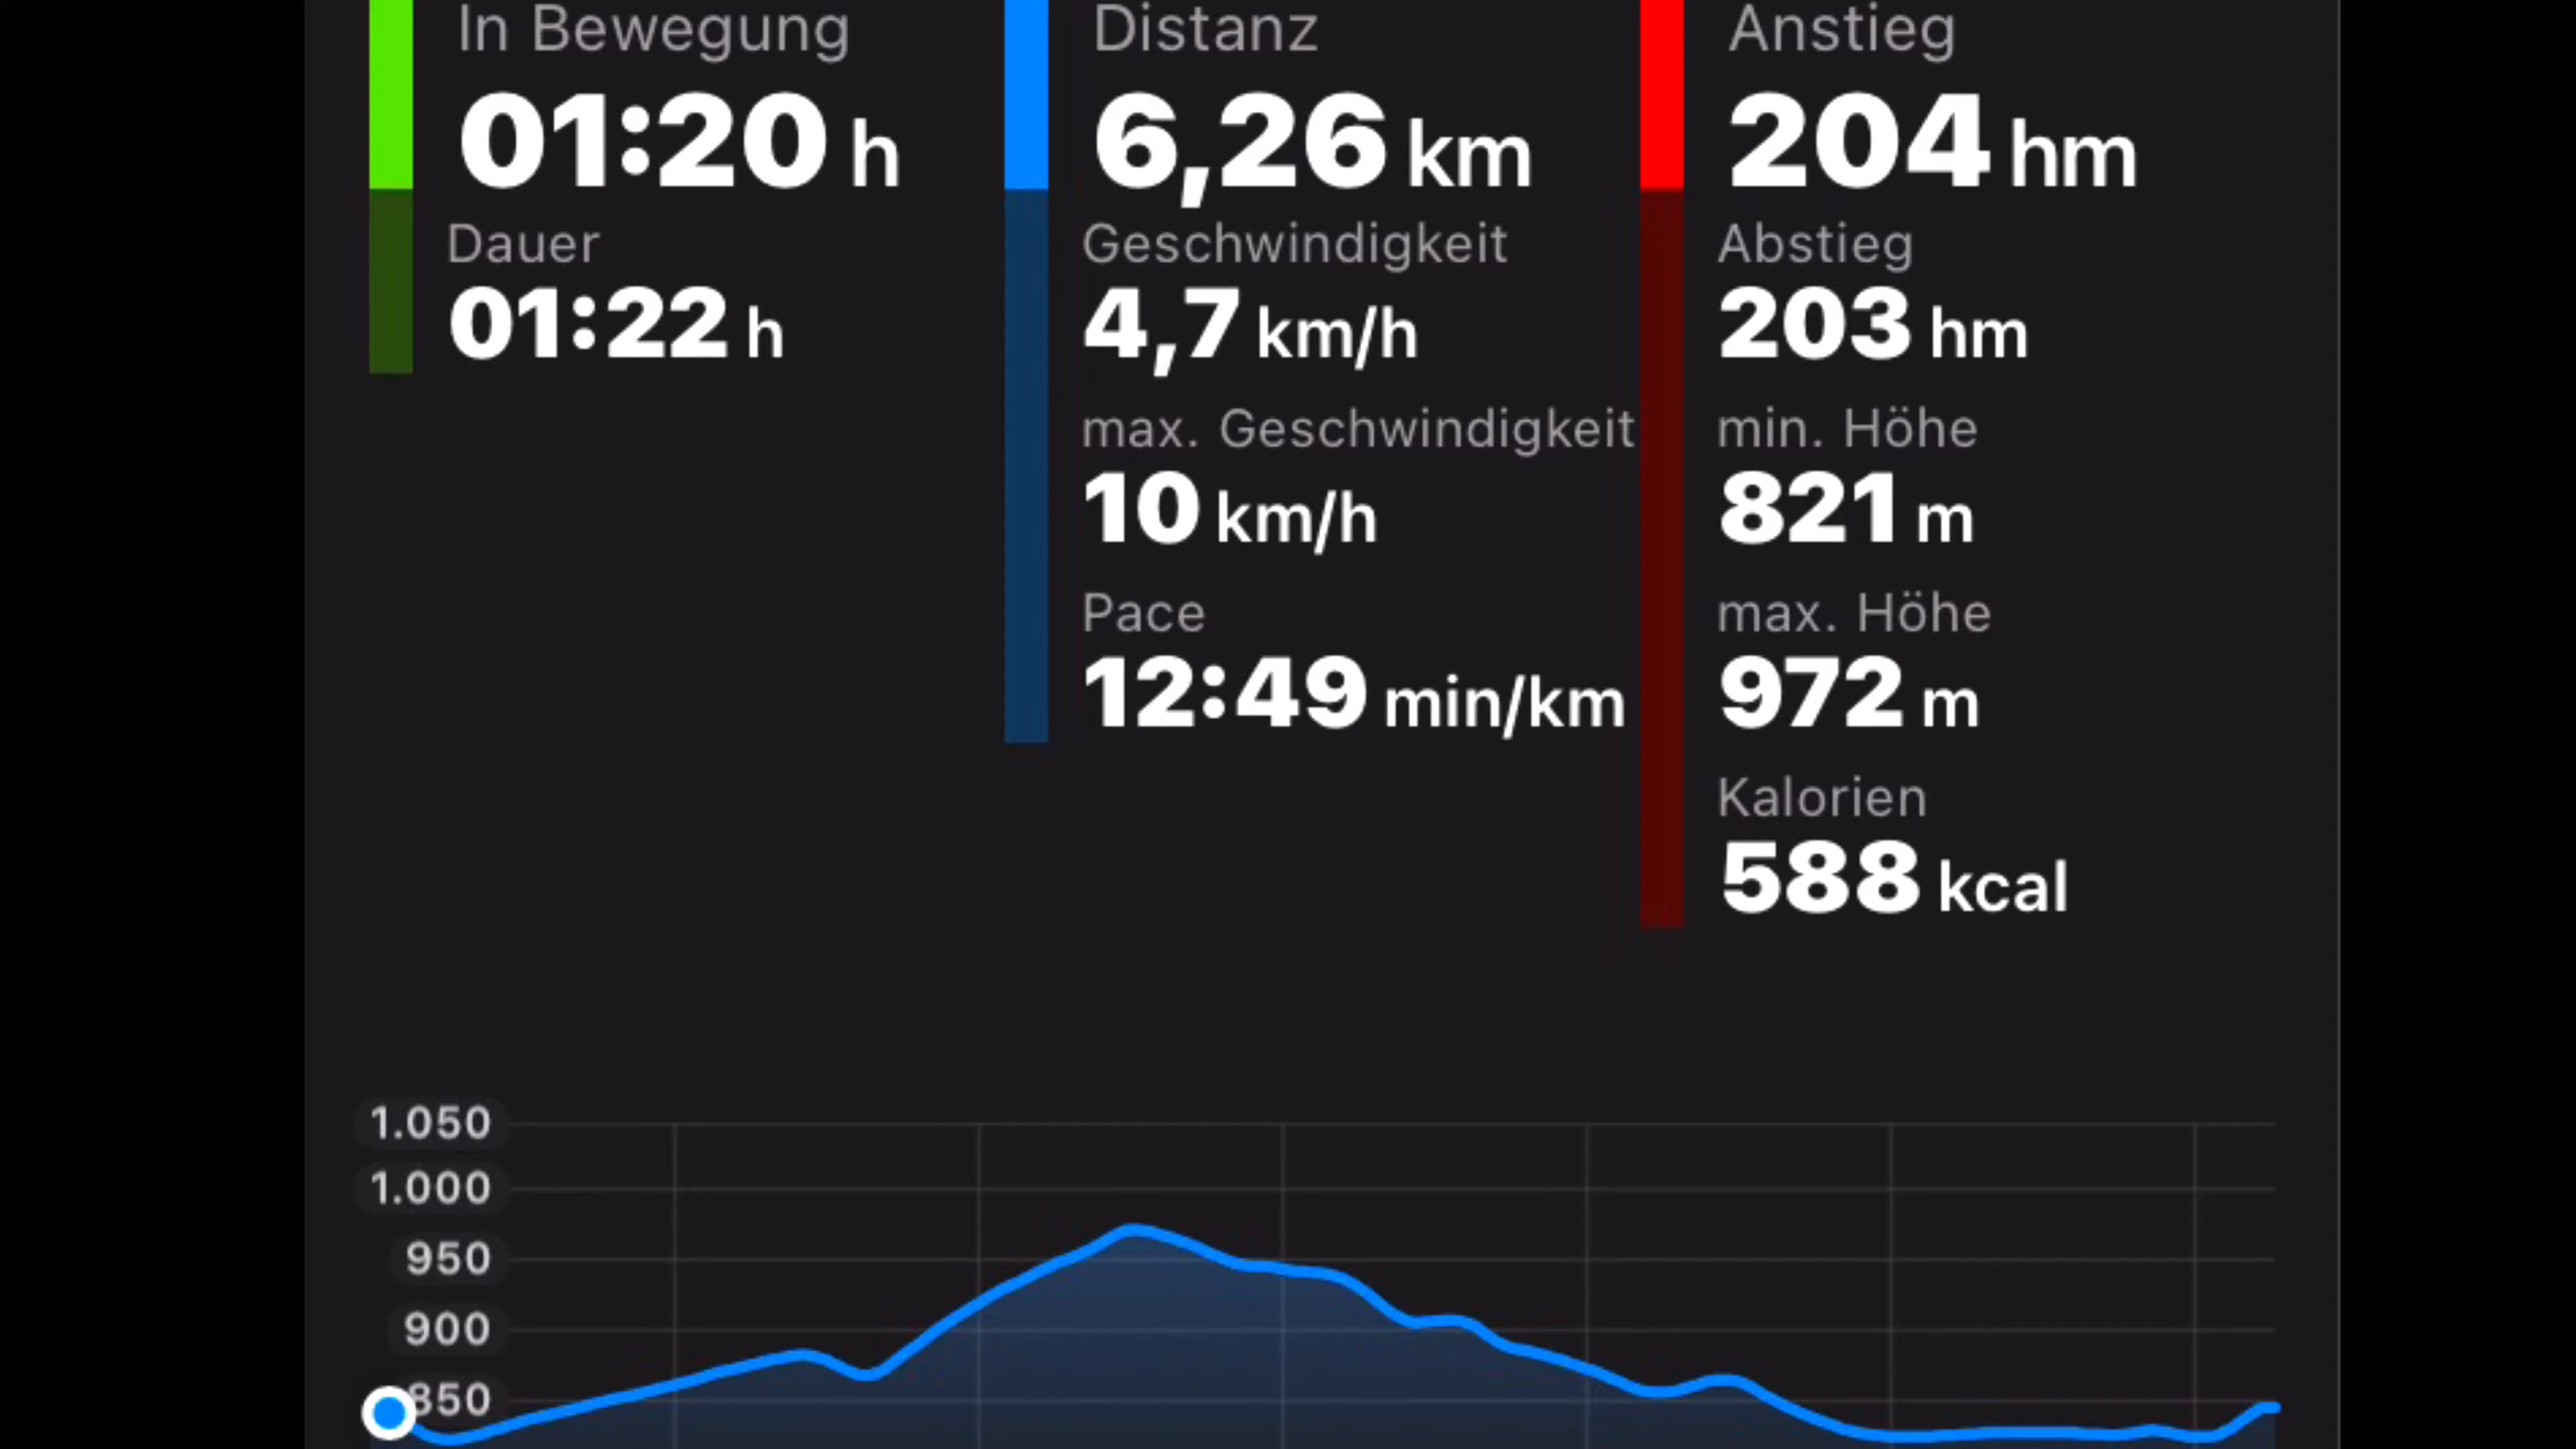 In Bewegung
01:20 h
Dauer
01:22 h
Distanz
6,26 km
Geschwindigkeit
4,7 km/h
max. Geschwindigkeit
10 km/h
Pace
12:49 min/km
Anstieg
204 hm
Abstieg
203 hm
min. Höhe
821 m
max. Höhe
972 m
Kalorien
588 kcal
1.050
1.000
950
900
850